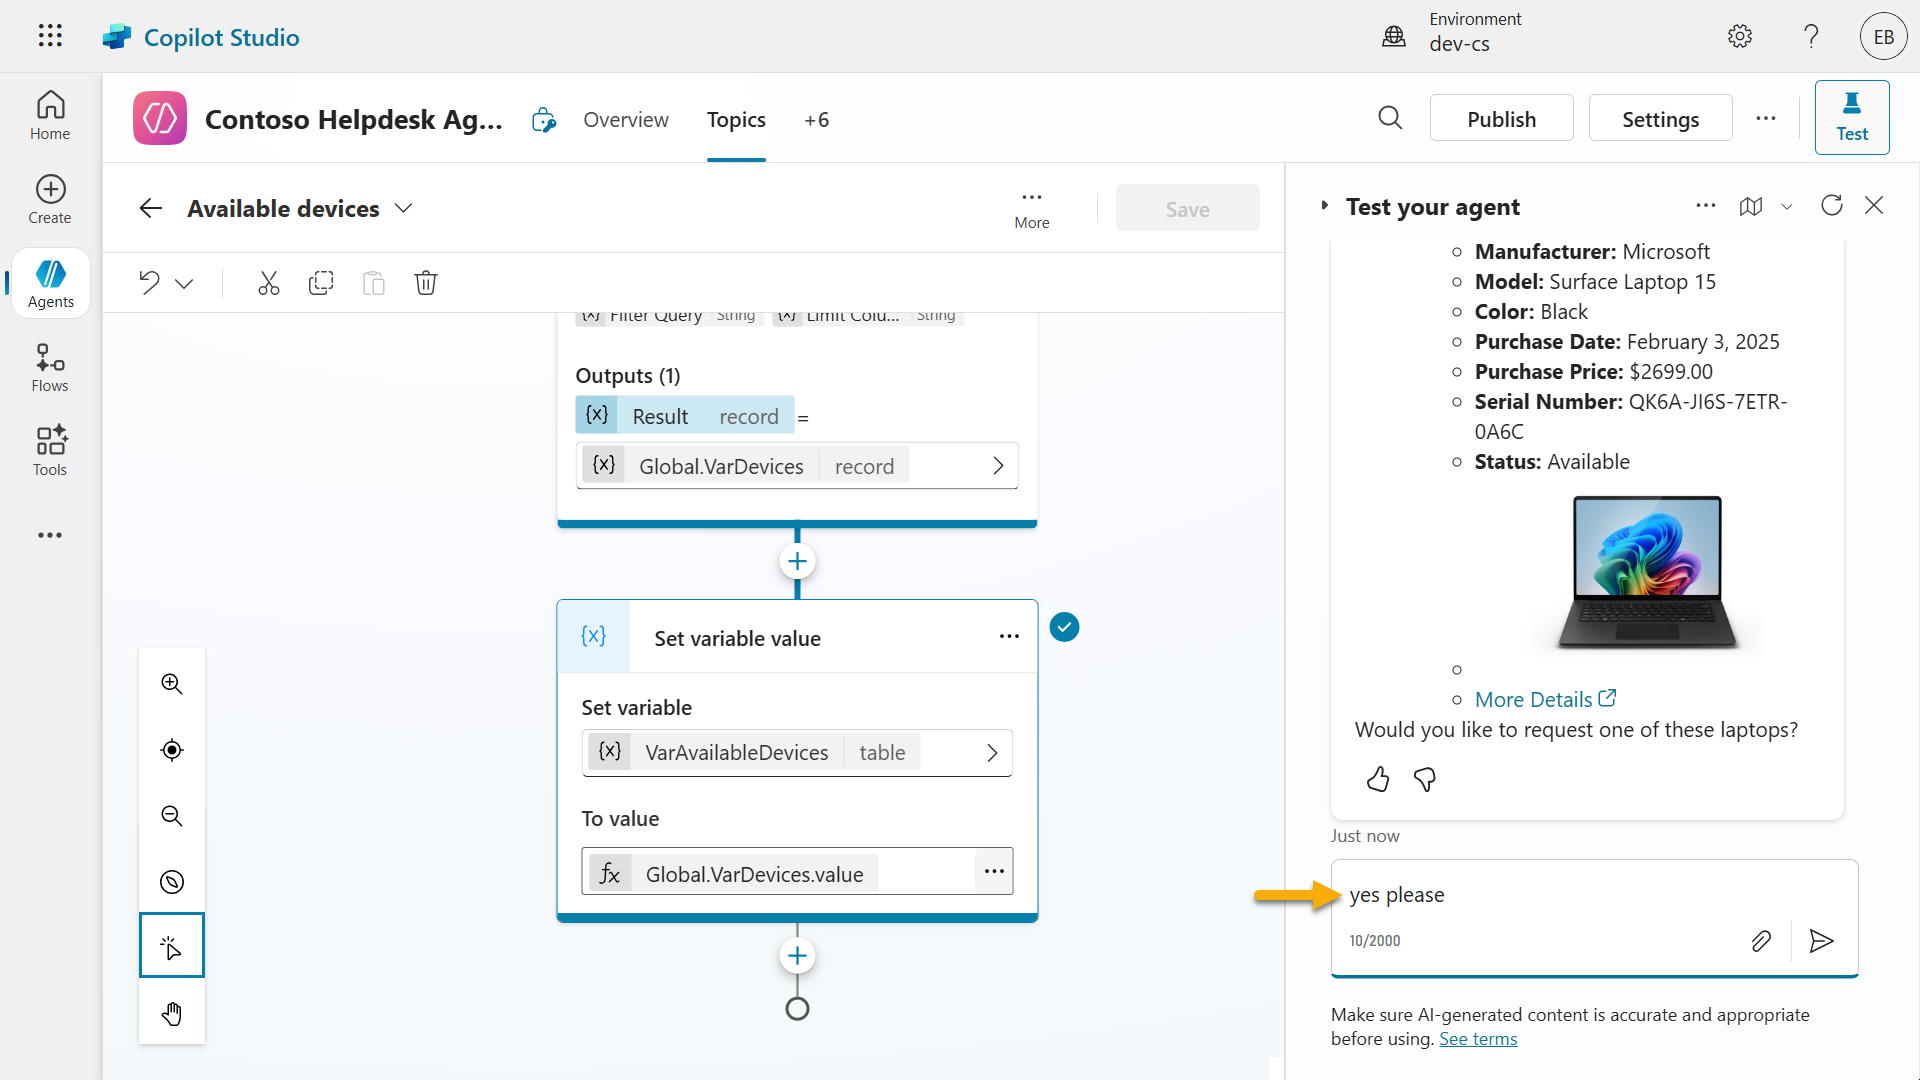 Copilot Studio
Environment
dev-cs
EB
Home
Create
Agents
Flows
Tools
Contoso Helpdesk Ag...
Overview
Topics
+6
Publish
Settings
Test
Available devices
More
Save
Filter Query String
Limit Colu... String
Outputs (1)
{x} Result record =
{x} Global.VarDevices record
{x} Set variable value
Set variable
{x} VarAvailableDevices table
To value
fx Global.VarDevices.value
Test your agent
Manufacturer: Microsoft
Model: Surface Laptop 15
Color: Black
Purchase Date: February 3, 2025
Purchase Price: $2699.00
Serial Number: QK6A-JI6S-7ETR-
0A6C
Status: Available
More Details
Would you like to request one of these laptops?
Just now
yes please
10/2000
Make sure AI-generated content is accurate and appropriate
before using. See terms